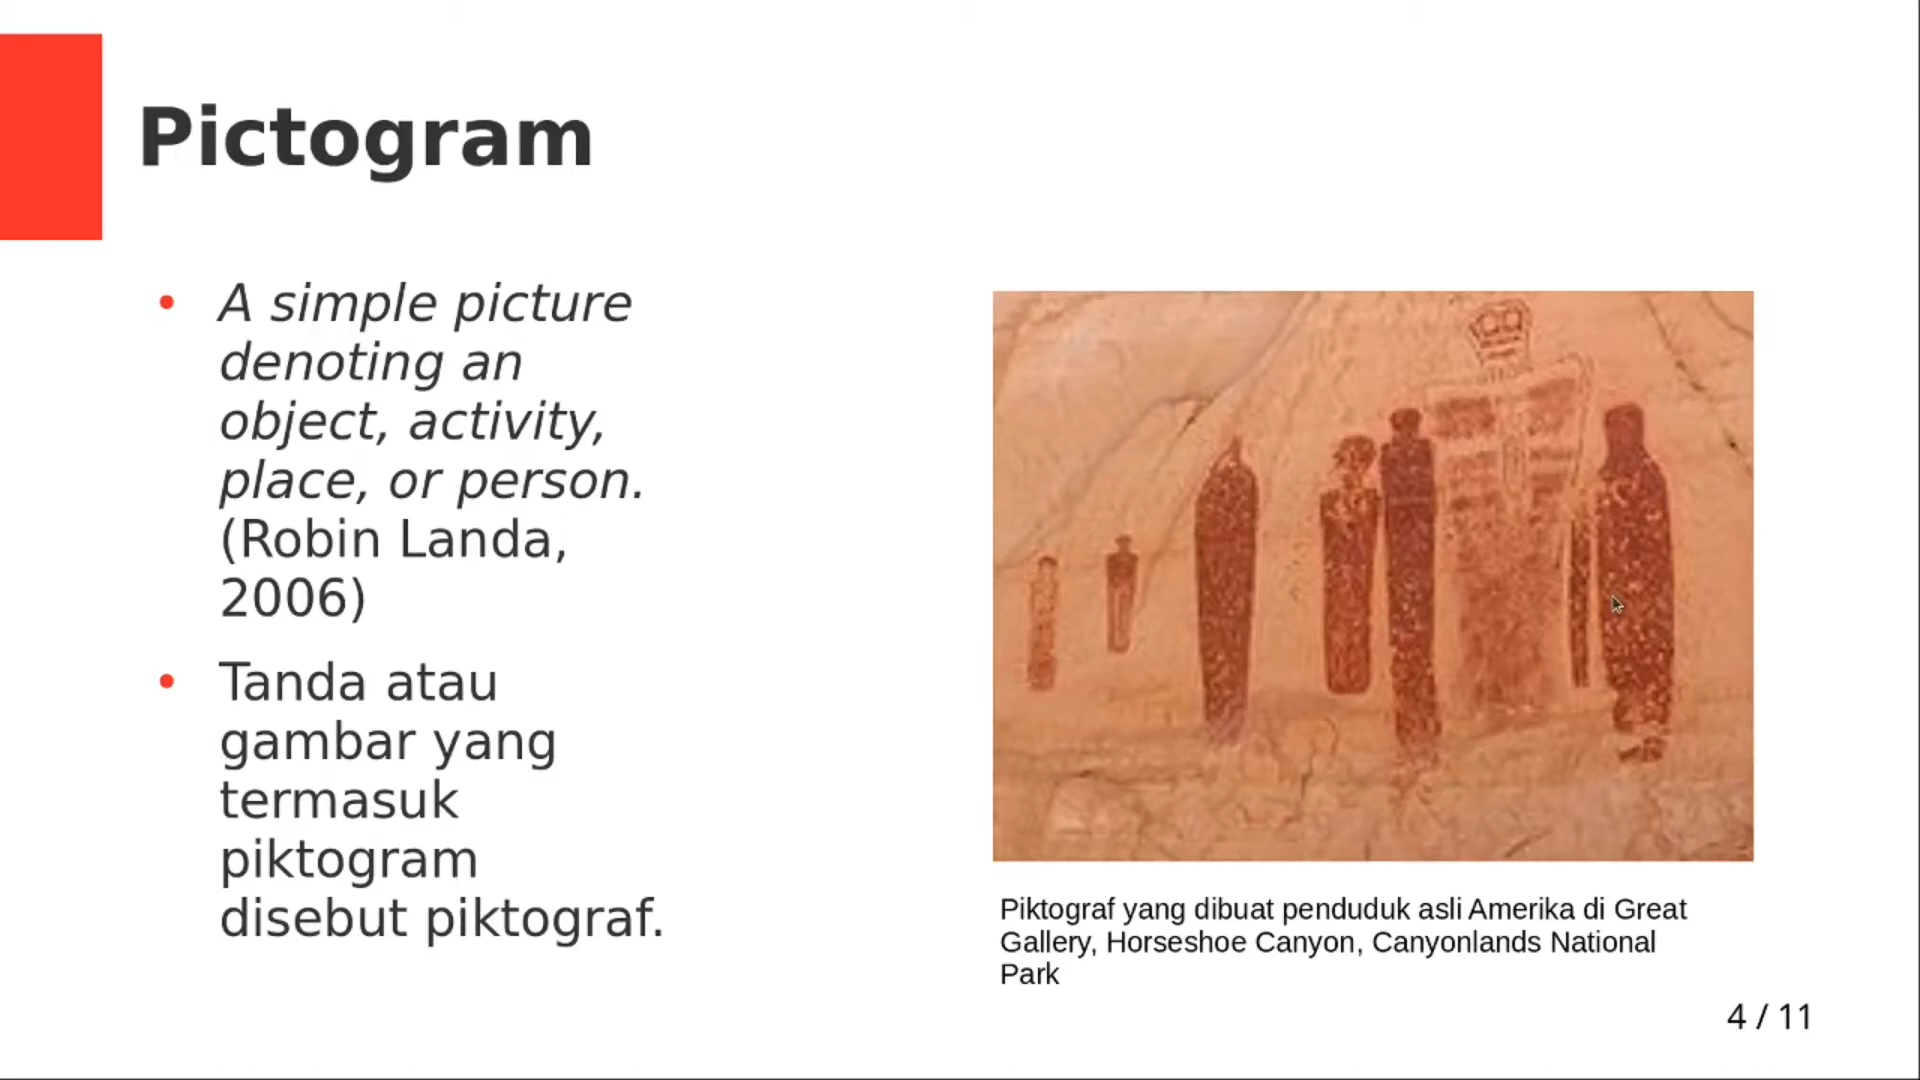 Pictogram
• A simple picture
denoting an
object, activity,
place, or person.
(Robin Landa,
2006)
• Tanda atau
gambar yang
termasuk
piktogram
disebut piktograf.
Piktograf yang dibuat penduduk asli Amerika di Great
Gallery, Horseshoe Canyon, Canyonlands National
Park
4 / 11